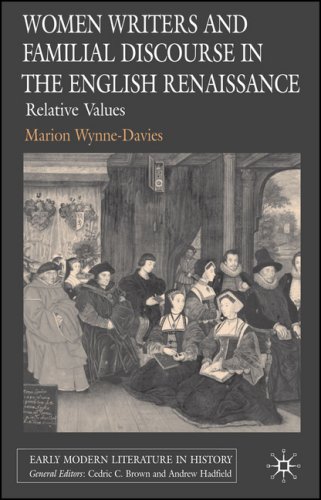 WOMEN WRITERS AND
FAMILIAL DISCOURSE IN
THE ENGLISH RENAISSANCE
Relative Values
Marion Wynne-Davies
EARLY MODERN LITERATURE IN HISTORY
General Editors: Cedric C. Brown and Andrew Hadfield